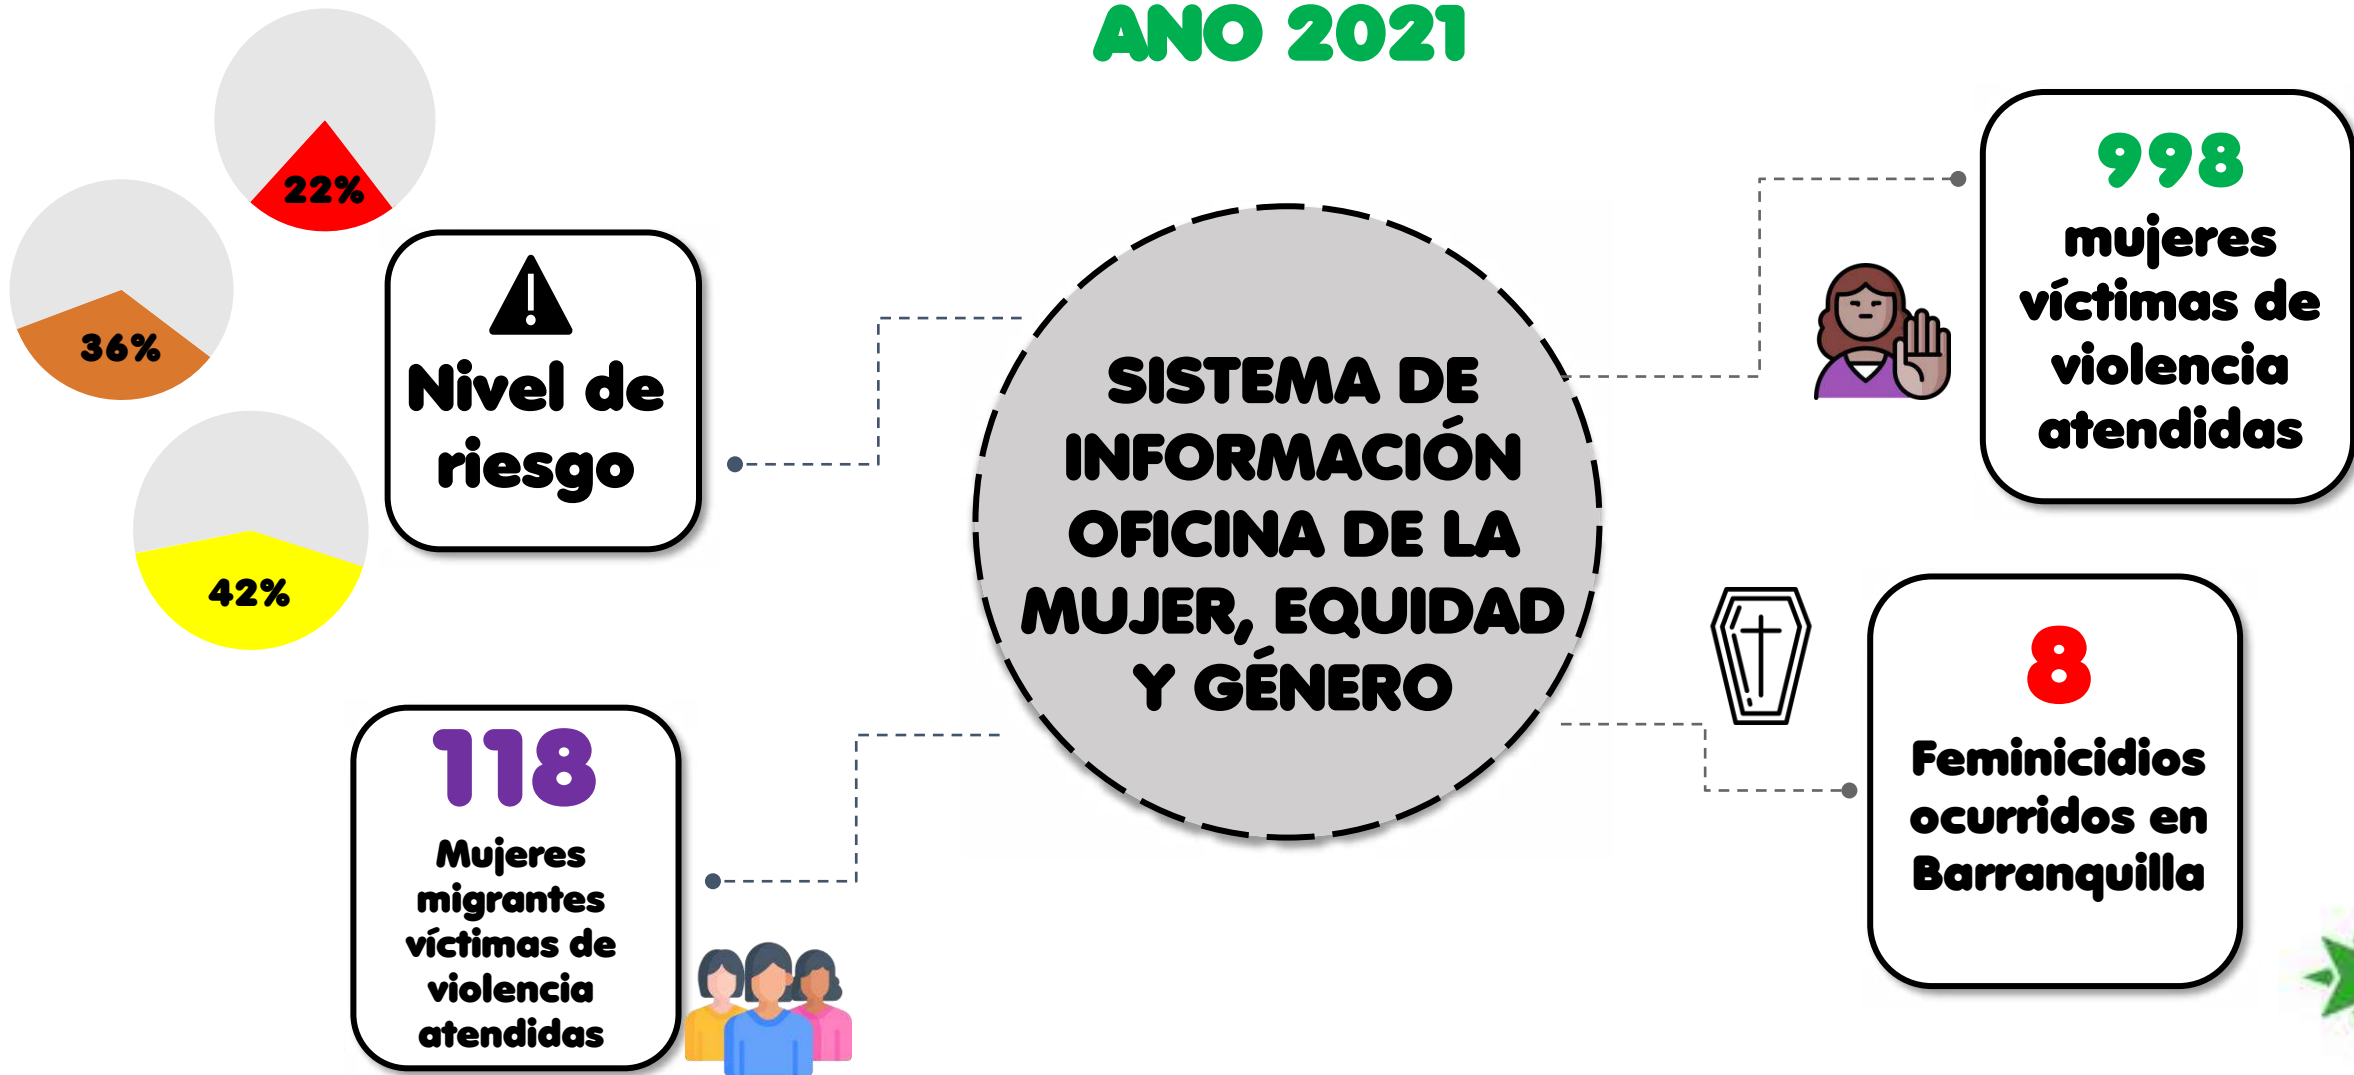 ANO 2021
22%
36%
42%
Nivel de
riesgo
SISTEMA DE
INFORMACIÓN
OFICINA DE LA
MUJER, EQUIDAD
Y GÉNERO
998
mujeres
víctimas de
violencia
atendidas
118
Mujeres
migrantes
víctimas de
violencia
atendidas
8
Feminicidios
ocurridos en
Barranquilla